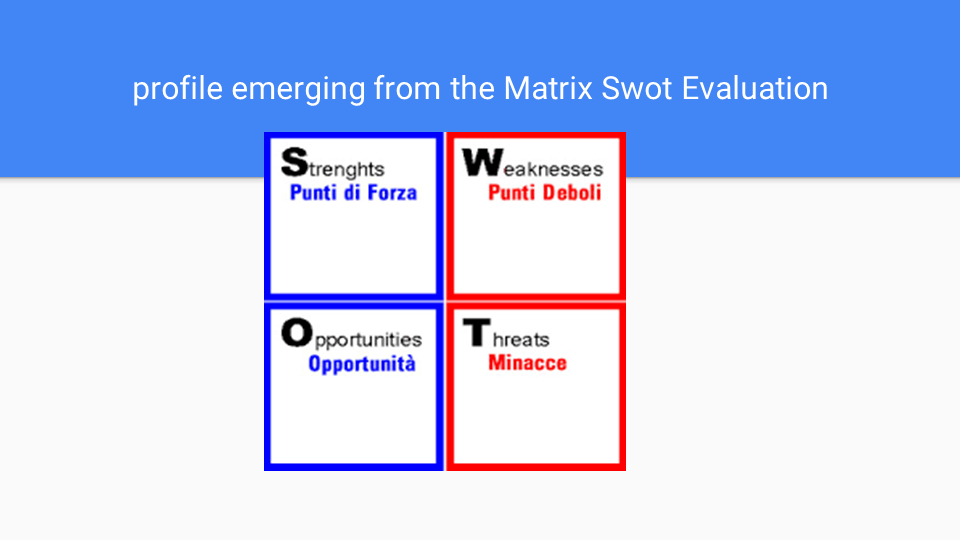 profile emerging from the Matrix Swot Evaluation
Strenghts
Punti di Forza
Weaknesses
Punti Deboli
Opportunities
Opportunità
Threats
Minacce